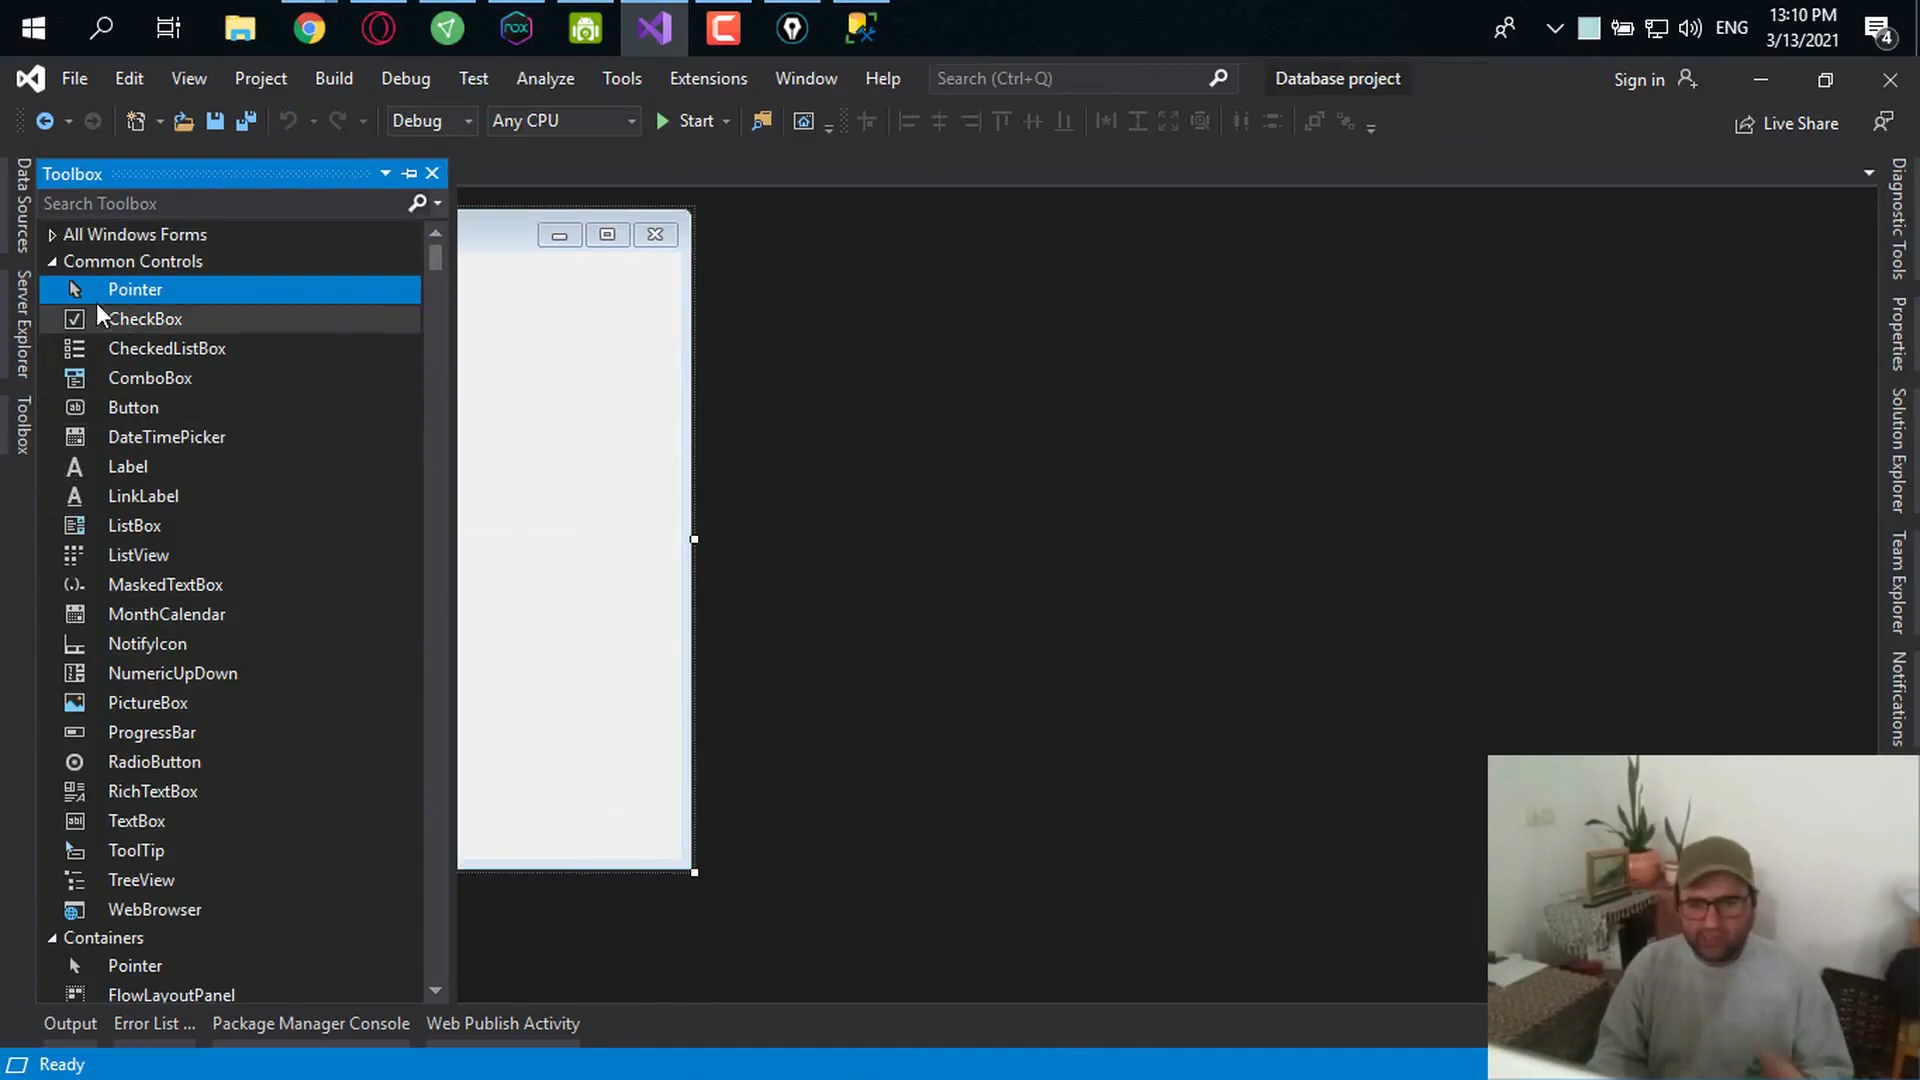 ENG
13:10 PM
3/13/2021
4
File Edit View Project Build Debug Test Analyze Tools Extensions Window Help Search (Ctrl+Q) Database project Sign in
Debug Any CPU Start Live Share
Data Sources
Server Explorer
Toolbox
Toolbox
Search Toolbox
All Windows Forms
Common Controls
Pointer
CheckBox
CheckedListBox
ComboBox
Button
DateTimePicker
Label
LinkLabel
ListBox
ListView
MaskedTextBox
MonthCalendar
NotifyIcon
NumericUpDown
PictureBox
ProgressBar
RadioButton
RichTextBox
TextBox
ToolTip
TreeView
WebBrowser
Containers
Pointer
FlowLayoutPanel
Diagnostic Tools
Properties
Solution Explorer
Team Explorer
Notifications
Output Error List ... Package Manager Console Web Publish Activity
Ready